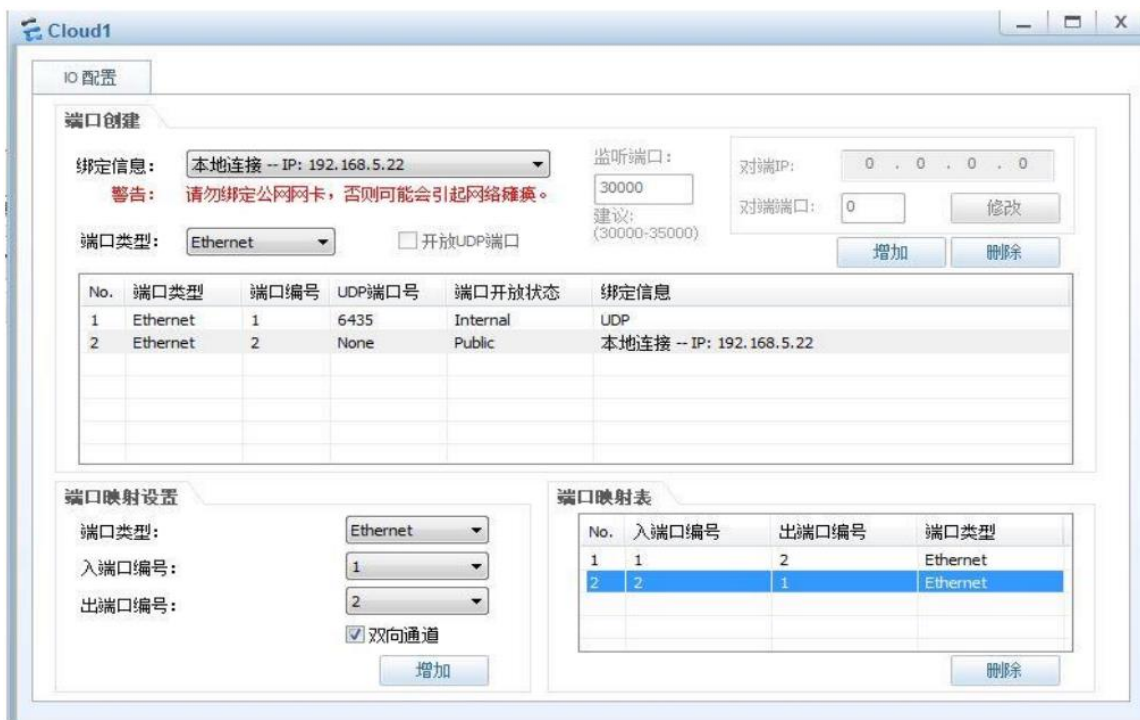 Cloud1
IO 配置
端口创建
绑定信息： 本地连接 -- IP: 192.168.5.22
警告： 请勿绑定公网网卡，否则可能会引起网络瘫痪。
端口类型： Ethernet 开放UDP端口
监听端口：
30000
建议:
(30000-35000)
对端IP: 0 . 0 . 0 . 0
对端端口: 0 修改
增加 删除
No. 端口类型 端口编号 UDP端口号 端口开放状态 绑定信息
1 Ethernet 1 6435 Internal UDP
2 Ethernet 2 None Public 本地连接 -- IP: 192.168.5.22
端口映射设置
端口类型： Ethernet
入端口编号： 1
出端口编号： 2
双向通道
增加
端口映射表
No. 入端口编号 出端口编号 端口类型
1 1 2 Ethernet
2 2 1 Ethernet
删除